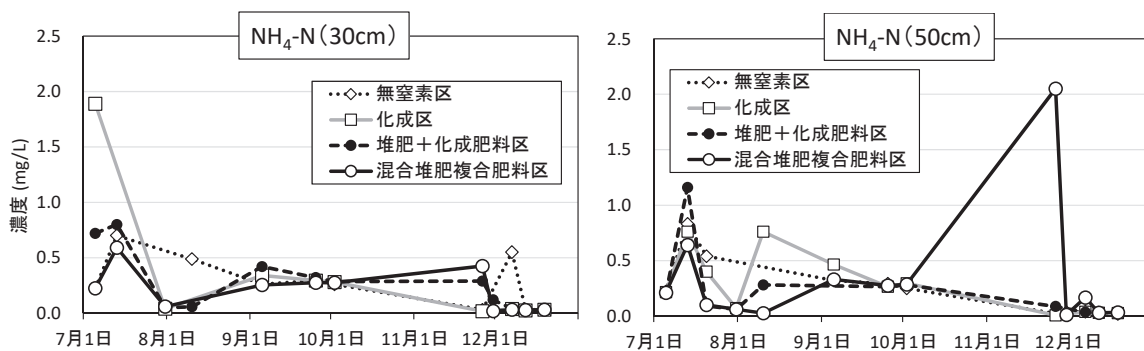 NH4-N（30cm）
濃度 (mg/L)
2.5
2.0
1.5
1.0
0.5
0.0
無窒素区
化成区
堆肥＋化成肥料区
混合堆肥複合肥料区
7月1日 8月1日 9月1日 10月1日 11月1日 12月1日
NH4-N（50cm）
2.5
2.0
1.5
1.0
0.5
0.0
無窒素区
化成区
堆肥＋化成肥料区
混合堆肥複合肥料区
7月1日 8月1日 9月1日 10月1日 11月1日 12月1日